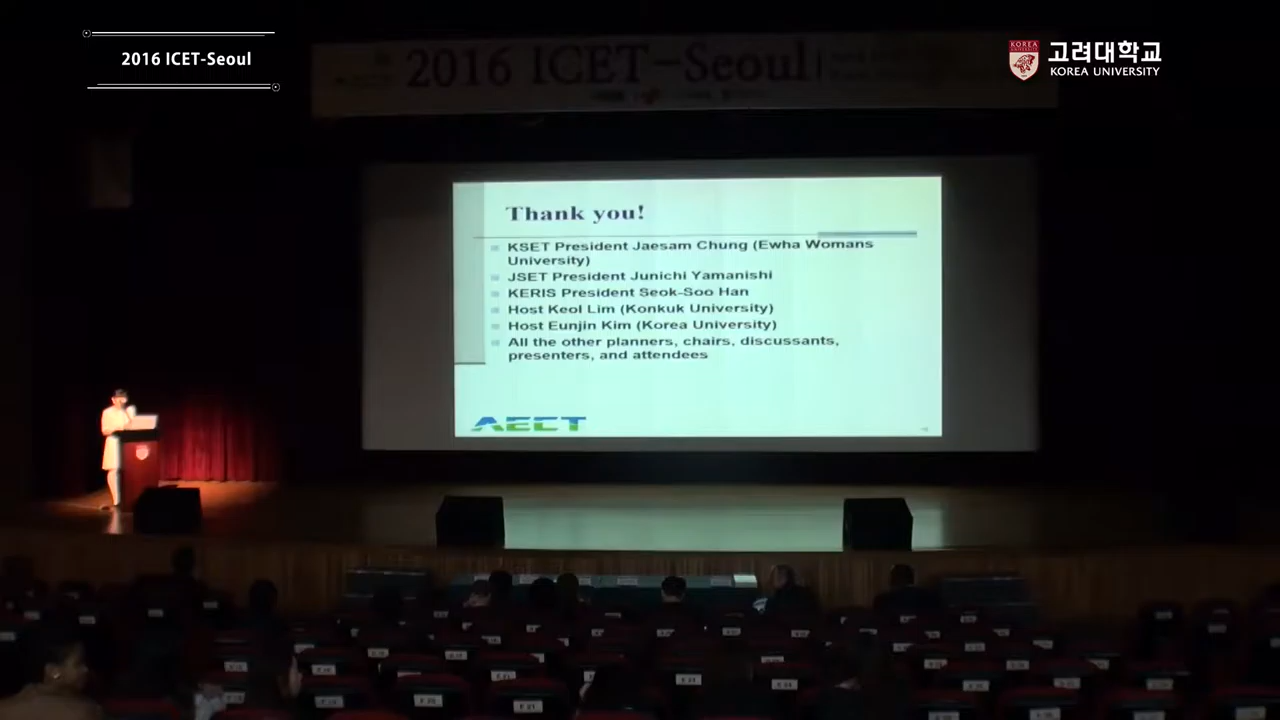 2016 ICET-Seoul
2016 ICET-Seoul
KOREA
고려대학교
KOREA UNIVERSITY
Thank you!
KSET President Jaesam Chung (Ewha Womans
University)
JSET President Junichi Yamanishi
KERIS President Seok-Soo Han
Host Keol Lim (Konkuk University)
Host Eunjin Kim (Korea University)
All the other planners, chairs, discussants,
presenters, and attendees
AECT